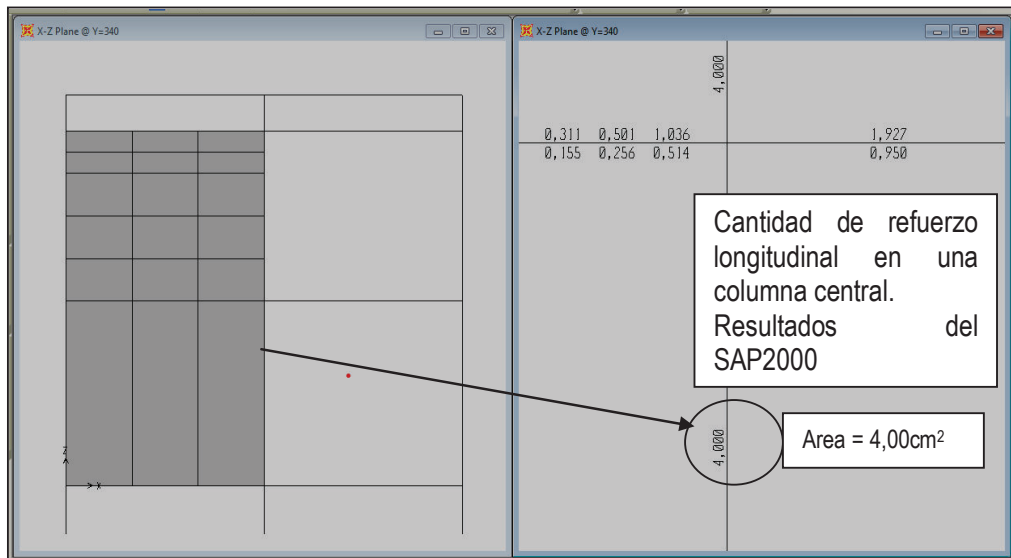 X-Z Plane @ Y=340
Z
X
X-Z Plane @ Y=340
4,000
0,311 0,501 1,036 1,927
0,155 0,256 0,514 0,950
Cantidad de refuerzo
longitudinal en una
columna central.
Resultados del
SAP2000
4,000
Area = 4,00cm²